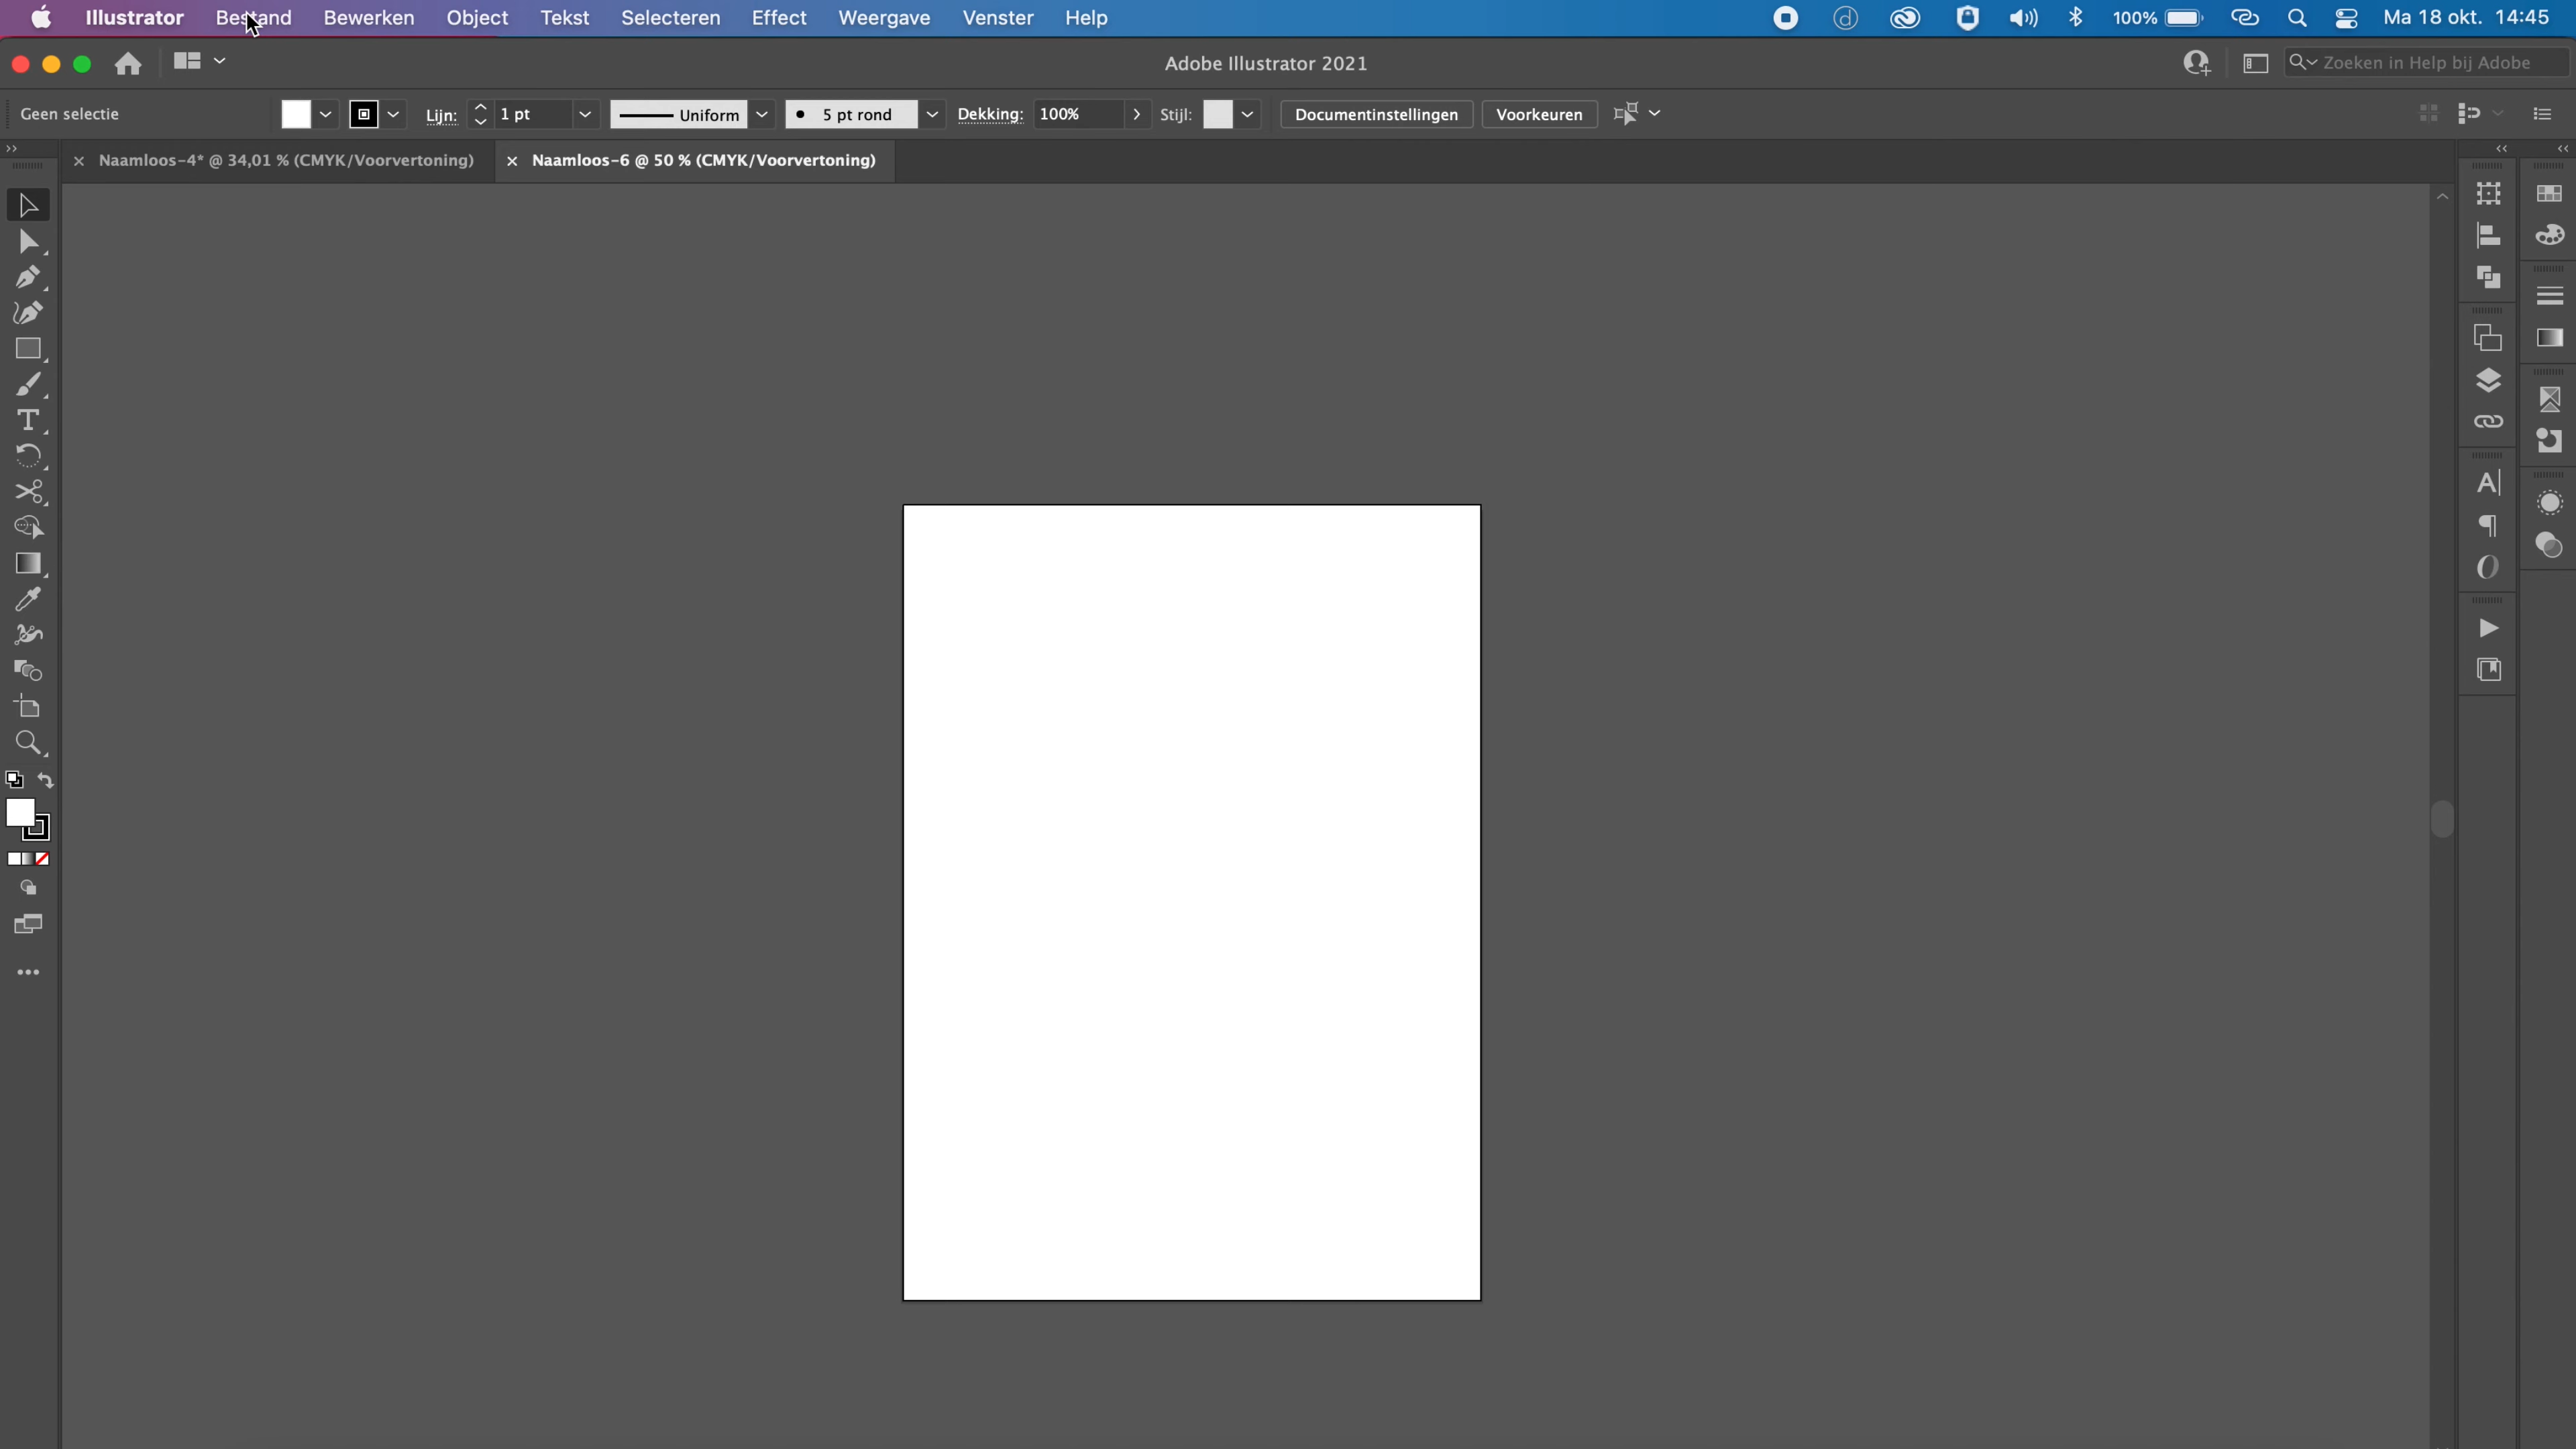 Illustrator Bestand Bewerken Object Tekst Selecteren Effect Weergave Venster Help 100% Ma 18 okt. 14:45
Adobe Illustrator 2021 Zoeken in Help bij Adobe
Geen selectie Lijn: 1 pt Uniform 5 pt rond Dekking: 100% Stijl: Documentinstellingen Voorkeuren
Naamloos-4* @ 34,01 % (CMYK/Voorvertoning) Naamloos-6 @ 50 % (CMYK/Voorvertoning)